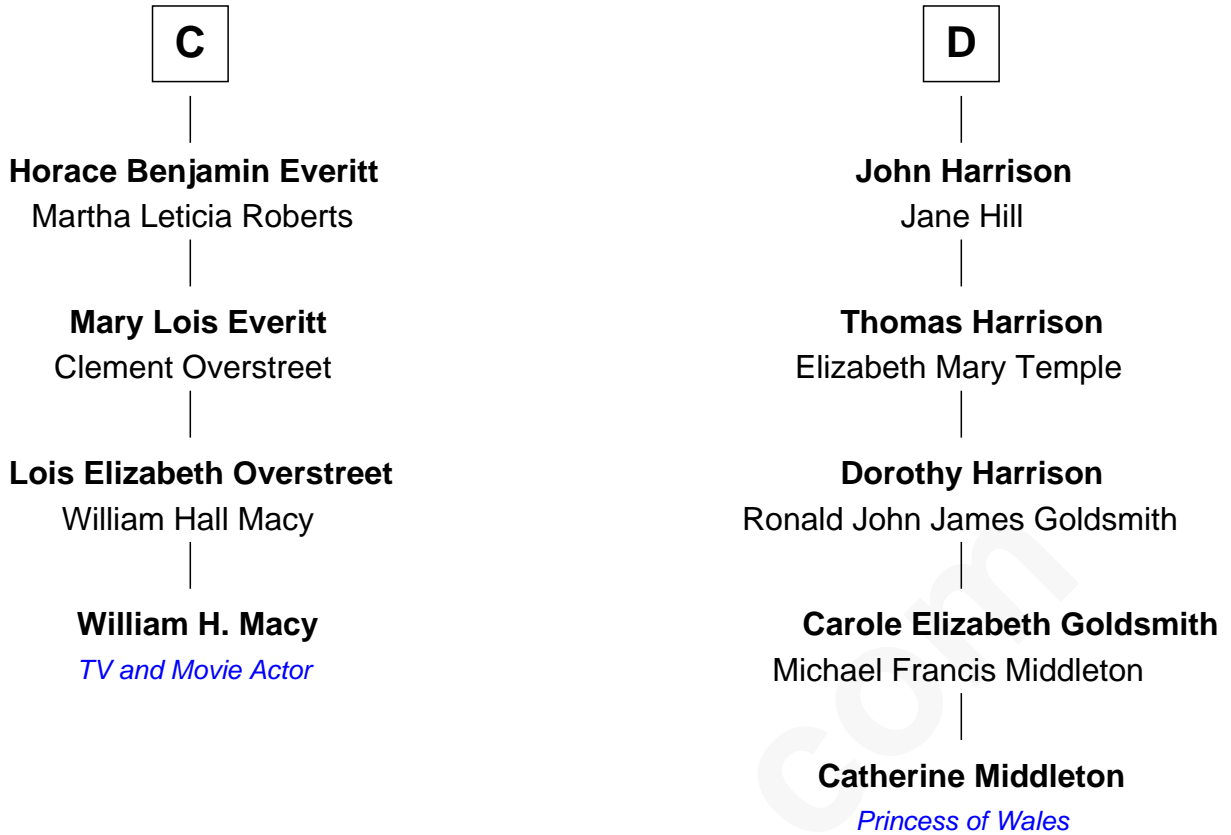 C
Horace Benjamin Everitt
Martha Leticia Roberts
Mary Lois Everitt
Clement Overstreet
Lois Elizabeth Overstreet
William Hall Macy
William H. Macy
TV and Movie Actor
D
John Harrison
Jane Hill
Thomas Harrison
Elizabeth Mary Temple
Dorothy Harrison
Ronald John James Goldsmith
Carole Elizabeth Goldsmith
Michael Francis Middleton
Catherine Middleton
Princess of Wales
com